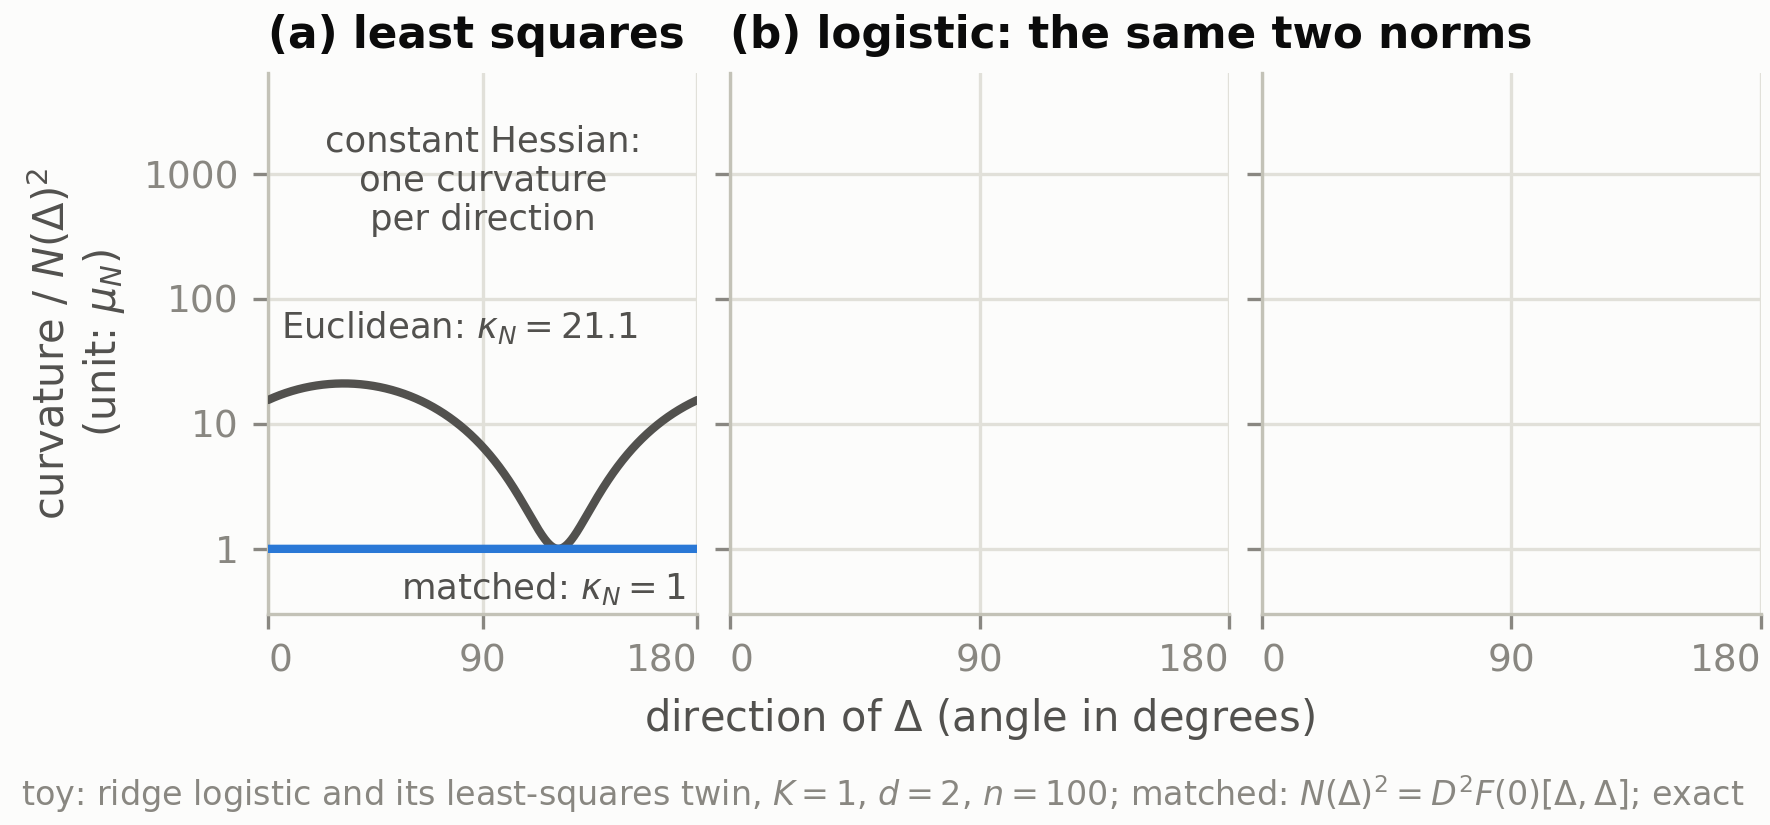 (a) least squares
(b) logistic: the same two norms
curvature / N(Δ)²
(unit: μ_N)
1000
100
10
1
constant Hessian:
one curvature
per direction
Euclidean: κ_N = 21.1
matched: κ_N = 1
0 90 180
0 90 180
0 90 180
direction of Δ (angle in degrees)
toy: ridge logistic and its least-squares twin, K = 1, d = 2, n = 100; matched: N(Δ)² = D²F(0)[Δ, Δ]; exact